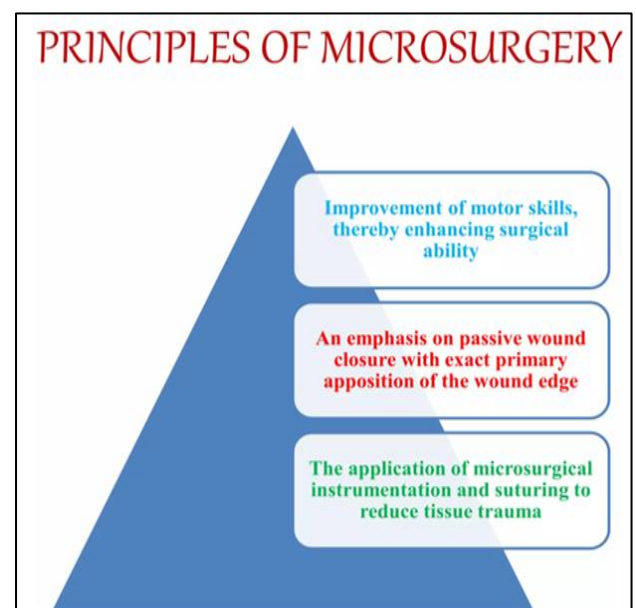 PRINCIPLES OF MICROSURGERY
Improvement of motor skills,
thereby enhancing surgical
ability
An emphasis on passive wound
closure with exact primary
apposition of the wound edge
The application of microsurgical
instrumentation and suturing to
reduce tissue trauma